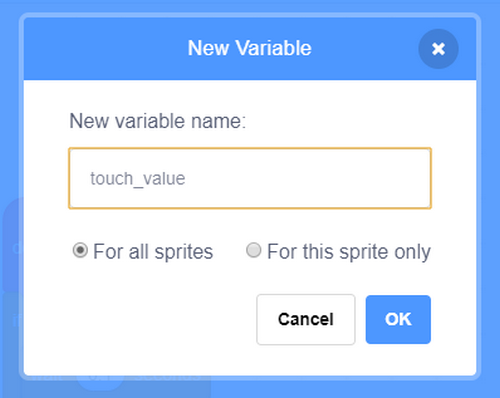 New Variable
New variable name:
touch_value
For all sprites For this sprite only
Cancel OK